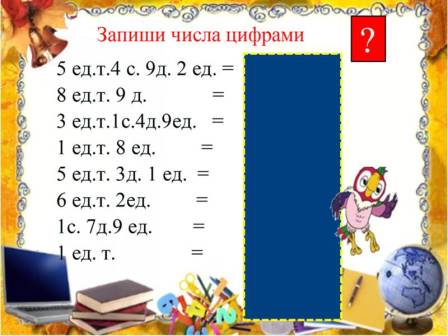 Запиши числа цифрами
?
5 ед.т.4 с. 9д. 2 ед. =
8 ед.т. 9 д. =
3 ед.т.1с.4д.9ед. =
1 ед.т. 8 ед. =
5 ед.т. 3д. 1 ед. =
6 ед.т. 2ед. =
1с. 7д.9 ед. =
1 ед. т. =